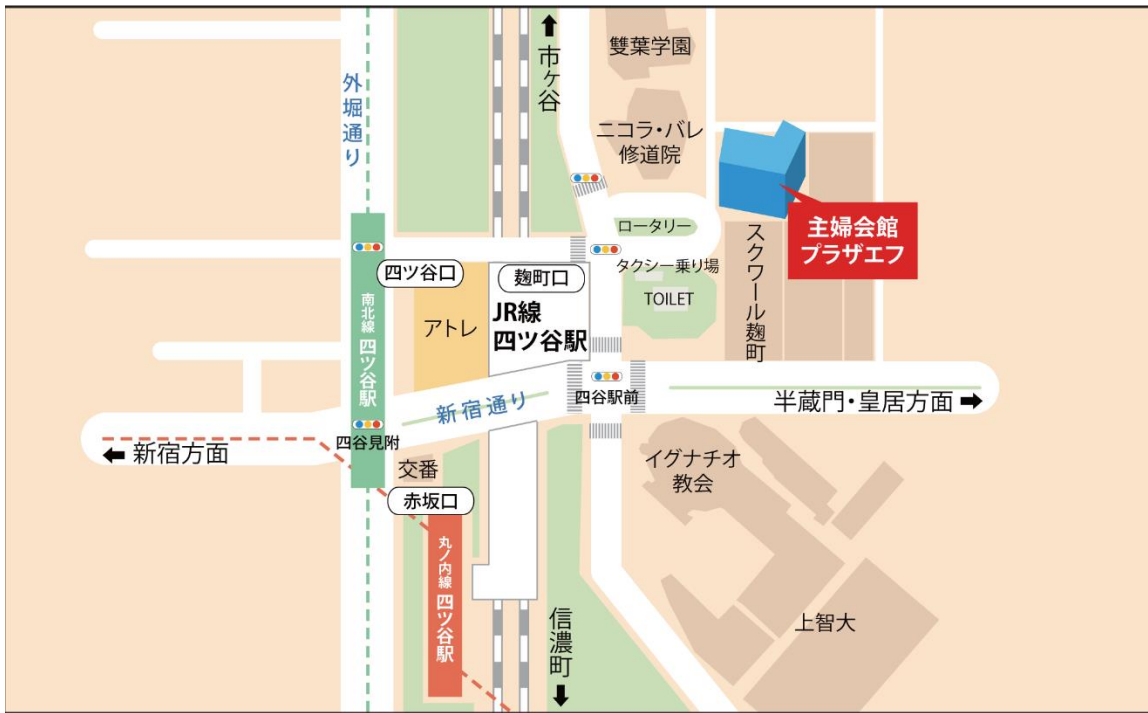 市ヶ谷
雙葉学園
外堀通り
ニコラ・バレ
修道院
主婦会館
プラザエフ
ロータリー
タクシー乗り場
TOILET
スクワール麹町
四ツ谷口
麹町口
アトレ
JR線
四ツ谷駅
南北線 四ツ谷駅
新宿通り
四谷駅前
半蔵門・皇居方面
四谷見附
新宿方面
交番
赤坂口
イグナチオ
教会
丸ノ内線 四ツ谷駅
信濃町
上智大